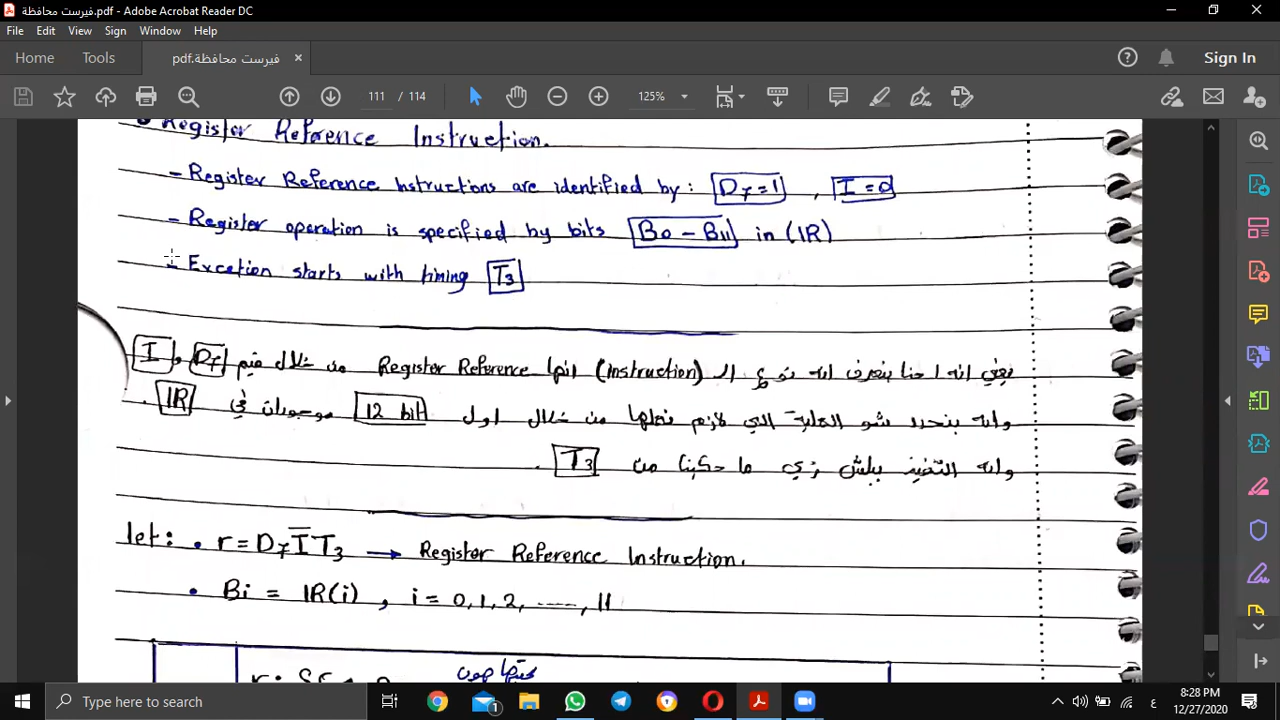 فيرست محافظة.pdf - Adobe Acrobat Reader DC
File Edit View Sign Window Help
Home Tools فيرست محافظة.pdf × Sign In
111 / 114 125%
• Register Reference Instruction.
- Register Reference Instructions are identified by: D7=1 , I=0
- Register operation is specified by bits B0 - B11 in (IR)
- Excetion starts with timing T3
يعني انه احنا بنعرف انه نوع الـ (instruction) انها Register Reference من خلال قيم D7 و I
وانه بنحدد شو العملية التي لازم نعملها من خلال اول 12 bit موجودات في IR .
وانه التنفيذ ببلش زي ما حكينا من T3 .
let: • r = D7 I̅ T3 → Register Reference Instruction.
• Bi = IR(i) , i = 0, 1, 2, ......, 11
r:
Type here to search
1
ع
8:28 PM
12/27/2020